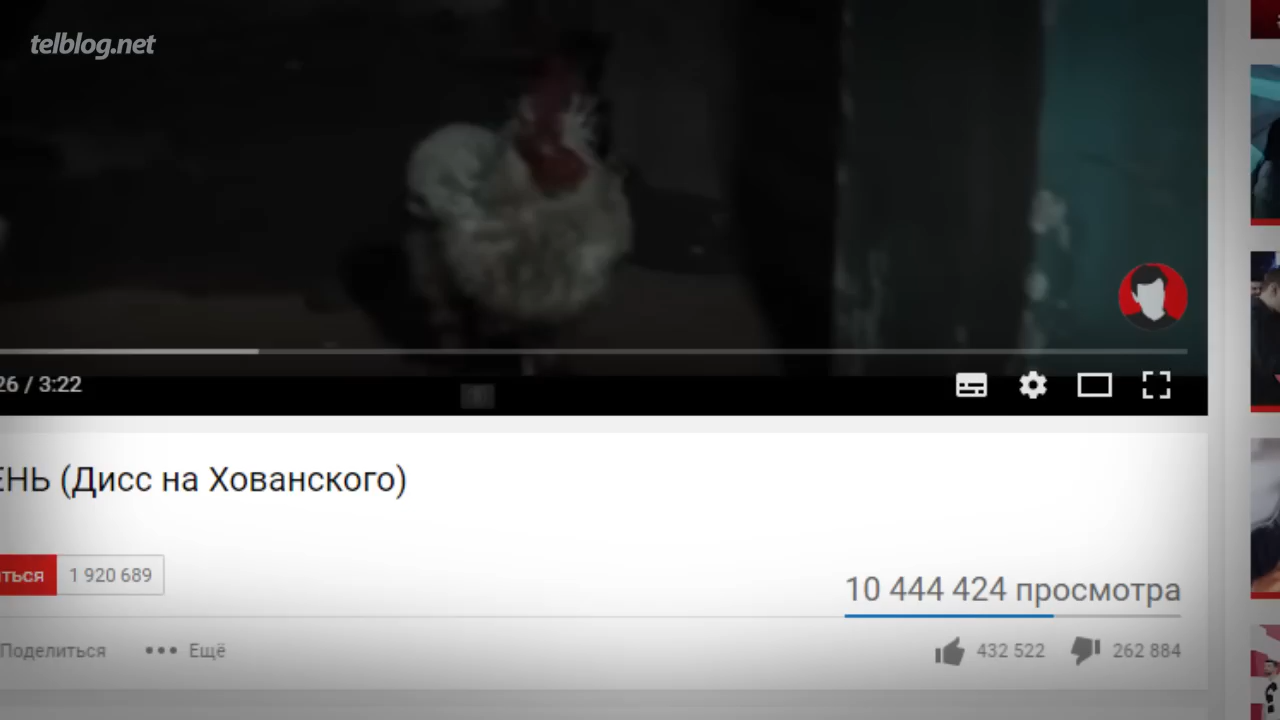 telblog.net
26 / 3:22
ЕНЬ (Дисс на Хованского)
ться 1 920 689
10 444 424 просмотра
Поделиться ••• Ещё 432 522 262 884